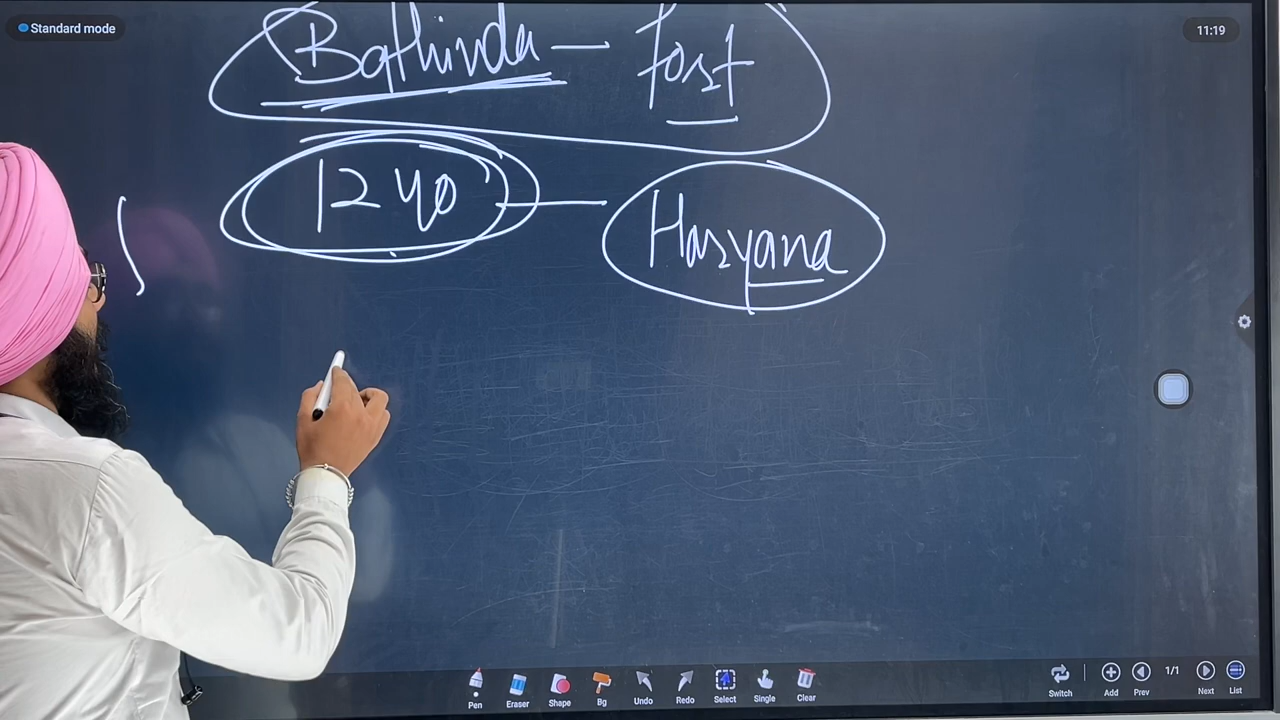 Standard mode
11:19
Bathinda — Fort
1240 — Haryana
Switch Add Prev 1/1 Next List
Pen Eraser Shape Bg Undo Redo Select Single Clear